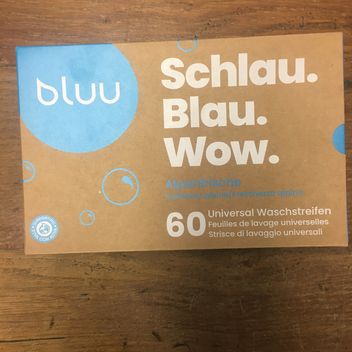 bluu
Schlau.
Blau.
Wow.
Alpenfrische
60 Universal Waschstreifen
Feuilles de lavage universelles
Strisce di lavaggio universali